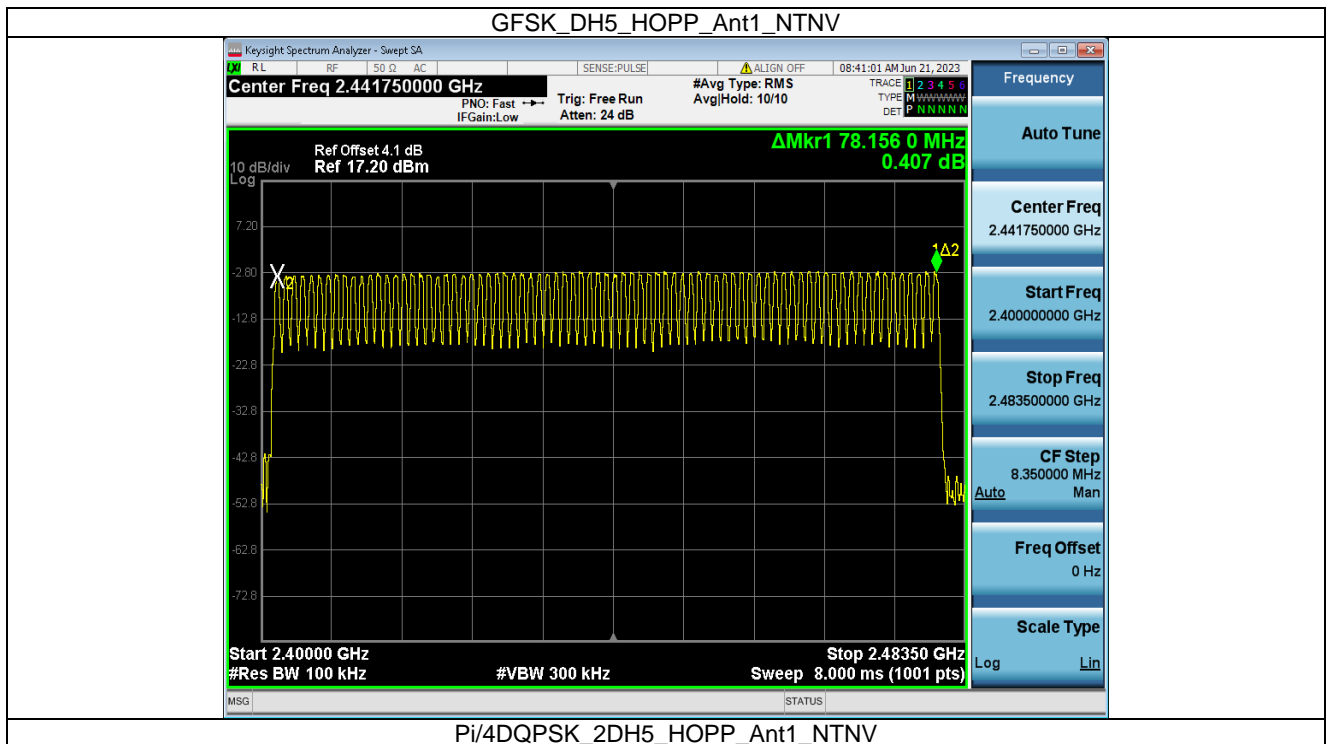 GFSK_DH5_HOPP_Ant1_NTNV
Keysight Spectrum Analyzer - Swept SA
LXI RL RF 50 Ω AC SENSE:PULSE ALIGN OFF 08:41:01 AM Jun 21, 2023
Center Freq 2.441750000 GHz
PNO: Fast
IFGain:Low
Trig: Free Run
Atten: 24 dB
#Avg Type: RMS
Avg|Hold: 10/10
TRACE 1 2 3 4 5 6
TYPE M WWWWW
DET P N N N N N
Frequency
ΔMkr1 78.156 0 MHz
0.407 dB
Ref Offset 4.1 dB
10 dB/div Ref 17.20 dBm
Log
7.20
-2.80
-12.8
-22.8
-32.8
-42.8
-52.8
-62.8
-72.8
X2
1Δ2
Start 2.40000 GHz Stop 2.48350 GHz
#Res BW 100 kHz #VBW 300 kHz Sweep 8.000 ms (1001 pts)
Auto Tune
Center Freq
2.441750000 GHz
Start Freq
2.400000000 GHz
Stop Freq
2.483500000 GHz
CF Step
8.350000 MHz
Auto Man
Freq Offset
0 Hz
Scale Type
Log Lin
MSG STATUS
Pi/4DQPSK_2DH5_HOPP_Ant1_NTNV